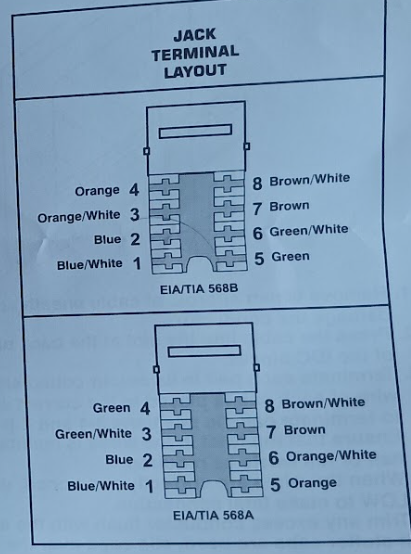 JACK
TERMINAL
LAYOUT
Orange 4
8 Brown/White
Orange/White 3
7 Brown
Blue 2
6 Green/White
Blue/White 1
5 Green
EIA/TIA 568B
Green 4
8 Brown/White
Green/White 3
7 Brown
Blue 2
6 Orange/White
Blue/White 1
5 Orange
EIA/TIA 568A